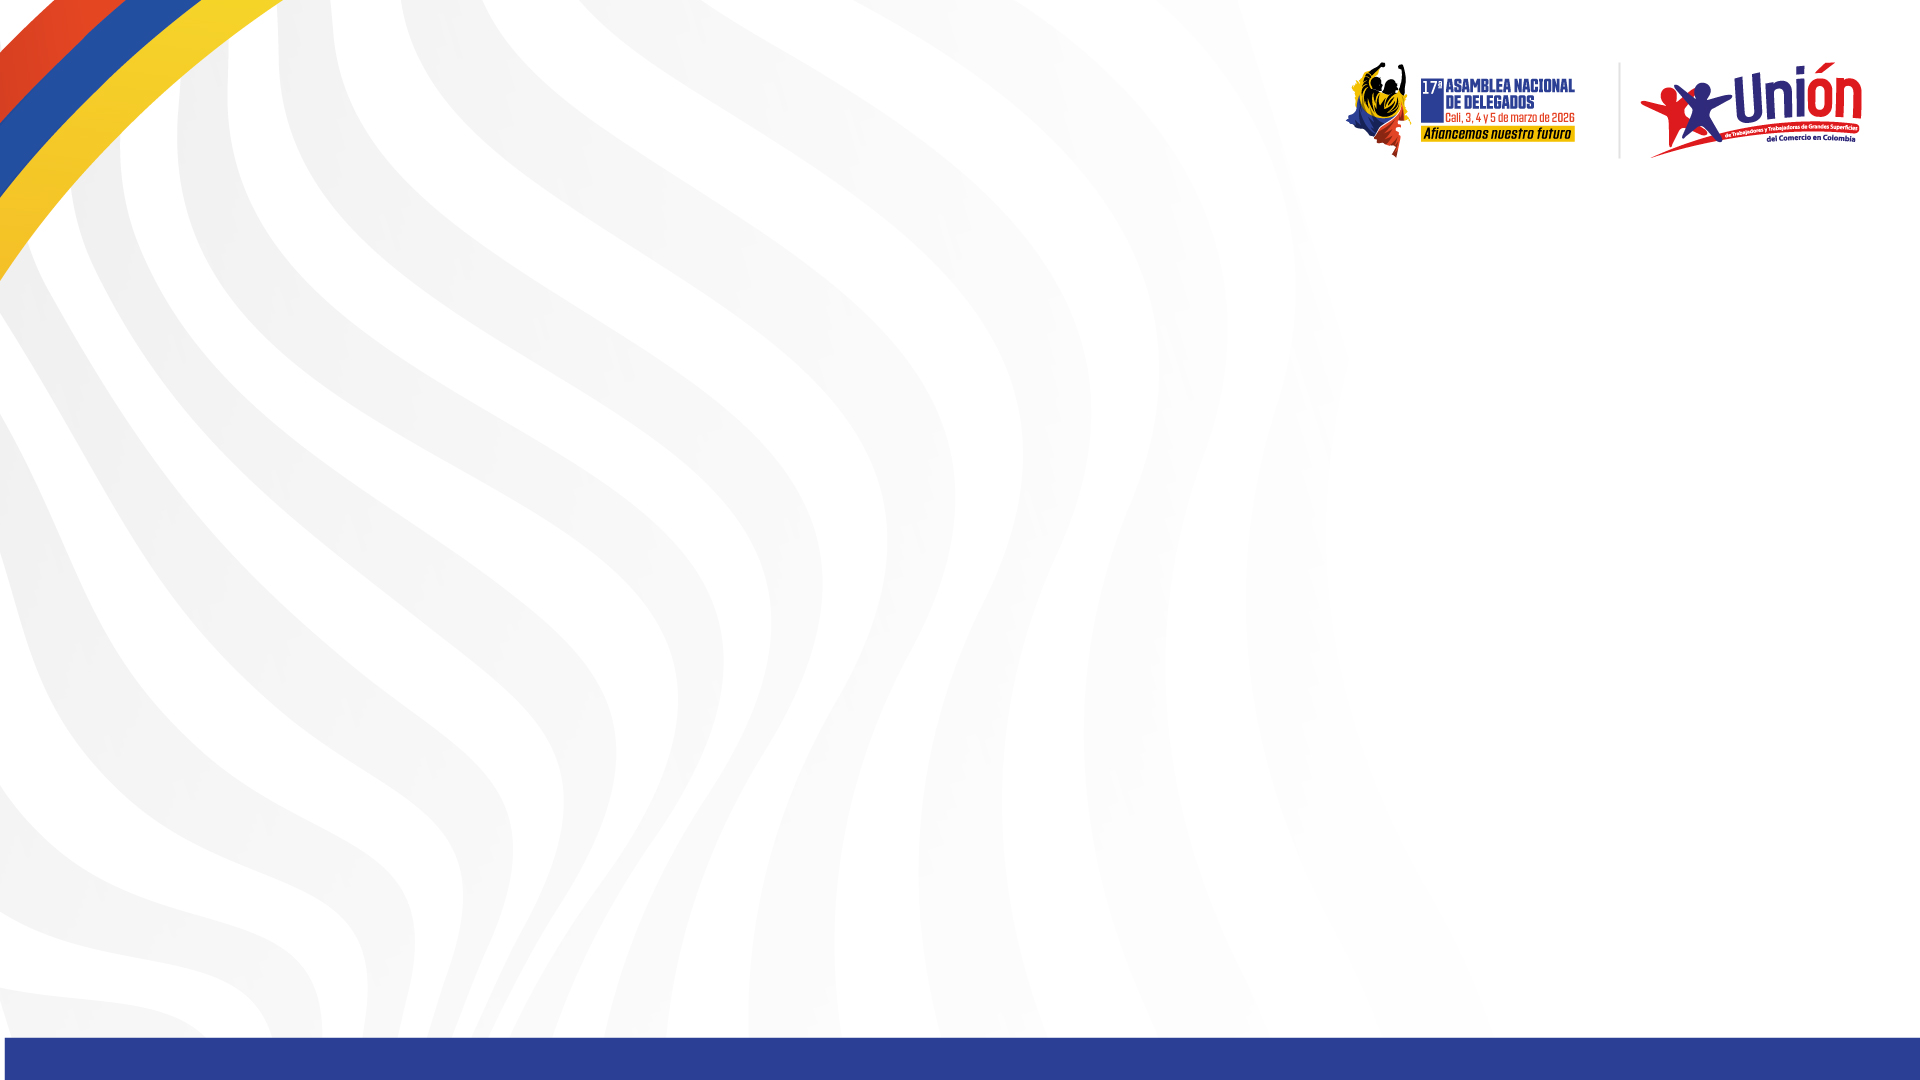 17ª ASAMBLEA NACIONAL
DE DELEGADOS
Cali, 3, 4 y 5 de marzo de 2026
Afiancemos nuestro futuro
Unión
de Trabajadores y Trabajadoras de Grandes Superficies
del Comercio en Colombia